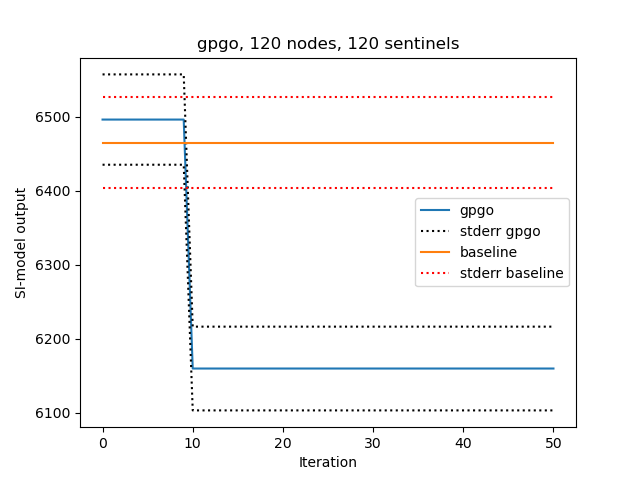 gpgo, 120 nodes, 120 sentinels
SI-model output
6500
6400
6300
6200
6100
gpgo
stderr gpgo
baseline
stderr baseline
0 10 20 30 40 50
Iteration